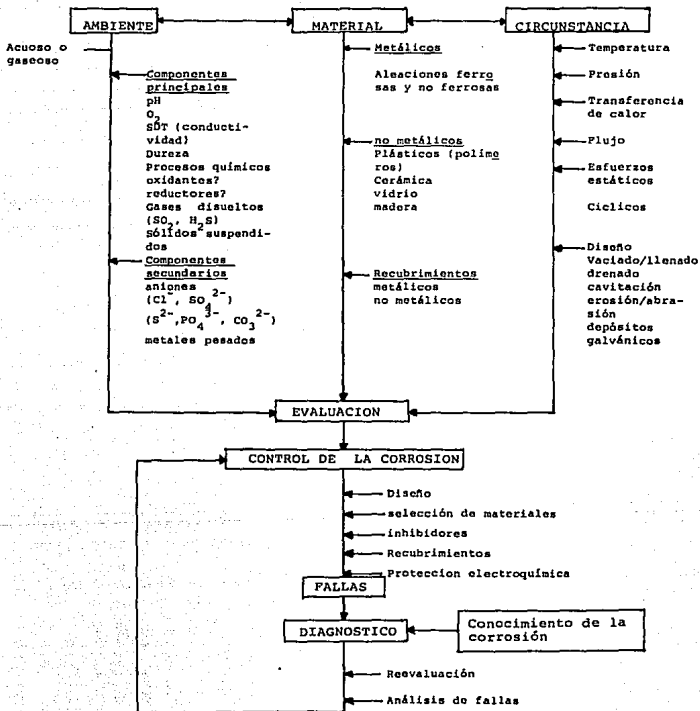 AMBIENTE
MATERIAL
CIRCUNSTANCIA
Acuoso o
gaseoso
Componentes
principales
pH
O2
SDT (conducti-
vidad)
Dureza
Procesos químicos
oxidantes?
reductores?
Gases disueltos
(SO2, H2S)
Sólidos suspendi-
dos
Componentes
secundarios
aniones
(Cl-, SO4 2-)
(S2-, PO4 3-, CO3 2-)
metales pesados
Metálicos
Aleaciones ferro
sas y no ferrosas
no metálicos
Plásticos (polime
ros)
Cerámica
vidrio
madera
Recubrimientos
metálicos
no metálicos
Temperatura
Presión
Transferencia
de calor
Flujo
Esfuerzos
estáticos
Ciclicos
Diseño
Vaciado/llenado
drenado
cavitación
erosión/abra-
sión
depósitos
galvánicos
EVALUACION
CONTROL DE LA CORROSION
Diseño
selección de materiales
inhibidores
Recubrimientos
Proteccion electroquímica
FALLAS
DIAGNOSTICO
Conocimiento de la
corrosión
Reevaluación
Análisis de fallas